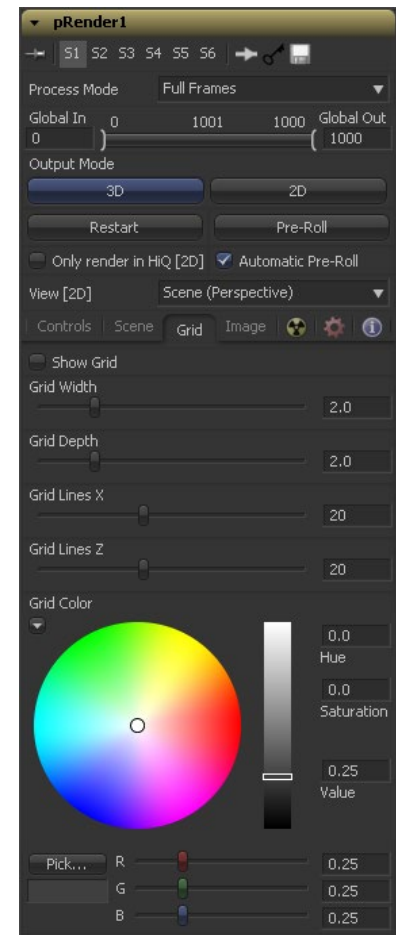 pRender1
S1 S2 S3 S4 S5 S6
Process Mode Full Frames
Global In 0 1001 1000 Global Out
0 1000
Output Mode
3D 2D
Restart Pre-Roll
Only render in HiQ [2D] Automatic Pre-Roll
View [2D] Scene (Perspective)
Controls Scene Grid Image
Show Grid
Grid Width
2.0
Grid Depth
2.0
Grid Lines X
20
Grid Lines Z
20
Grid Color
0.0
Hue
0.0
Saturation
0.25
Value
Pick... R 0.25
G 0.25
B 0.25